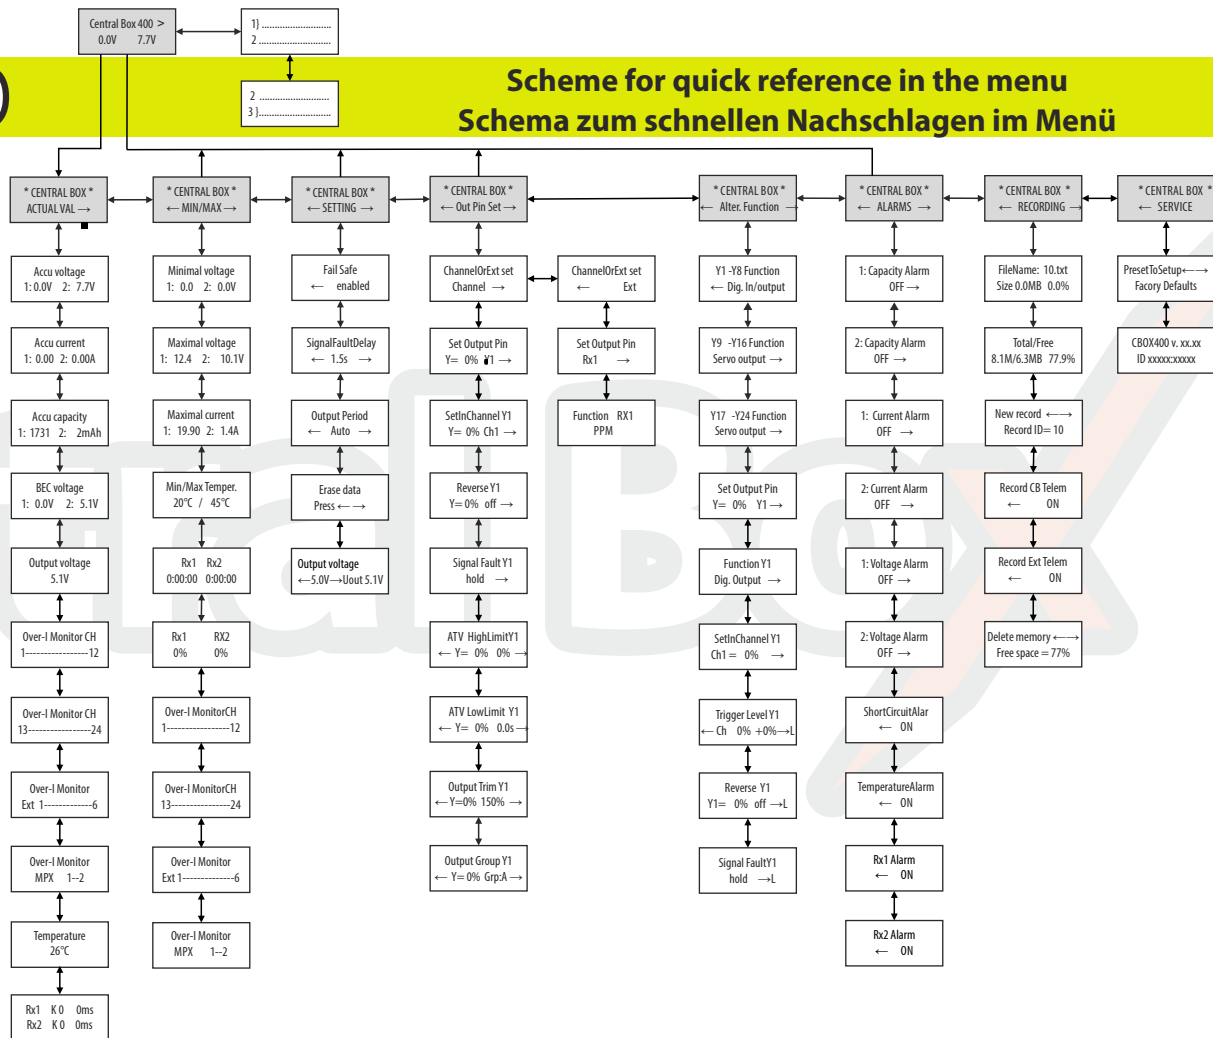 Central Box 400 >
0.0V 7.7V
1} ............................
2 .............................
2 ............................
3 }.............................
Scheme for quick reference in the menu
Schema zum schnellen Nachschlagen im Menü
* CENTRAL BOX *
ACTUAL VAL →
Accu voltage
1: 0.0V 2: 7.7V
Accu current
1: 0.00 2: 0.00A
Accu capacity
1: 1731 2: 2mAh
BEC voltage
1: 0.0V 2: 5.1V
Output voltage
5.1V
Over-I Monitor CH
1-----------------12
Over-I Monitor CH
13-----------------24
Over-I Monitor
Ext 1-------------6
Over-I Monitor
MPX 1--2
Temperature
26°C
Rx1 K 0 0ms
Rx2 K 0 0ms
* CENTRAL BOX *
← MIN/MAX →
Minimal voltage
1: 0.0 2: 0.0V
Maximal voltage
1: 12.4 2: 10.1V
Maximal current
1: 19.90 2: 1.4A
Min/Max Temper.
20°C / 45°C
Rx1 Rx2
0:00:00 0:00:00
Rx1 RX2
0% 0%
Over-I MonitorCH
1-----------------12
Over-I MonitorCH
13-----------------24
Over-I Monitor
Ext 1--------------6
Over-I Monitor
MPX 1--2
* CENTRAL BOX *
← SETTING →
Fail Safe
← enabled
SignalFaultDelay
← 1.5s →
Output Period
← Auto →
Erase data
Press ← →
Output voltage
←5.0V→Uout 5.1V
* CENTRAL BOX *
← Out Pin Set →
ChannelOrExt set
Channel →
Set Output Pin
Y= 0% Y1 →
SetInChannel Y1
Y= 0% Ch1 →
Reverse Y1
Y= 0% off →
Signal Fault Y1
hold →
ATV HighLimitY1
← Y= 0% 0% →
ATV LowLimit Y1
← Y= 0% 0.0s →
Output Trim Y1
← Y=0% 150% →
Output Group Y1
← Y= 0% Grp:A →
ChannelOrExt set
← Ext
Set Output Pin
Rx1 →
Function RX1
PPM
* CENTRAL BOX *
← Alter. Function →
Y1 -Y8 Function
← Dig. In/output
Y9 -Y16 Function
Servo output →
Y17 -Y24 Function
Servo output →
Set Output Pin
Y= 0% Y1 →
Function Y1
Dig. Output →
SetInChannel Y1
Ch1 = 0% →
Trigger Level Y1
← Ch 0% +0%→L
Reverse Y1
Y1= 0% off →L
Signal FaultY1
hold →L
* CENTRAL BOX *
← ALARMS →
1: Capacity Alarm
OFF →
2: Capacity Alarm
OFF →
1: Current Alarm
OFF →
2: Current Alarm
OFF →
1: Voltage Alarm
OFF →
2: Voltage Alarm
OFF →
ShortCircuitAlar
← ON
TemperatureAlarm
← ON
Rx1 Alarm
← ON
Rx2 Alarm
← ON
* CENTRAL BOX *
← RECORDING →
FileName: 10.txt
Size 0.0MB 0.0%
Total/Free
8.1M/6.3MB 77.9%
New record ←→
Record ID= 10
Record CB Telem
← ON
Record Ext Telem
← ON
Delete memory ←→
Free space = 77%
* CENTRAL BOX *
← SERVICE
PresetToSetup←→
Facory Defaults
CBOX400 v. xx.xx
ID xxxxx:xxxxx